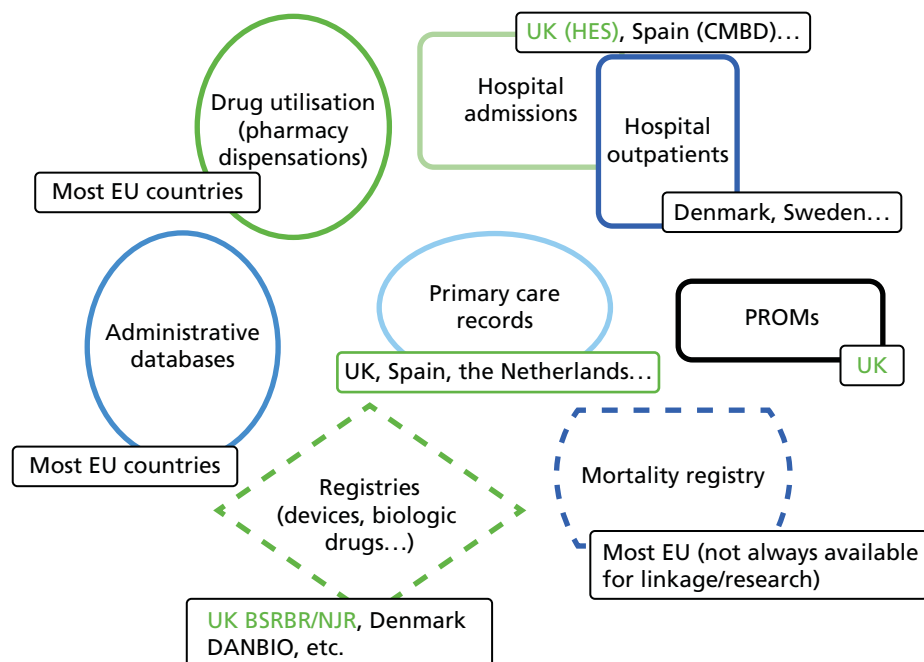 UK (HES), Spain (CMBD)…
Drug utilisation
(pharmacy
dispensations)
Most EU countries
Hospital
admissions
Hospital
outpatients
Denmark, Sweden…
Administrative
databases
Most EU countries
Primary care
records
UK, Spain, the Netherlands…
PROMs
UK
Registries
(devices, biologic
drugs…)
UK BSRBR/NJR, Denmark
DANBIO, etc.
Mortality registry
Most EU (not always available
for linkage/research)